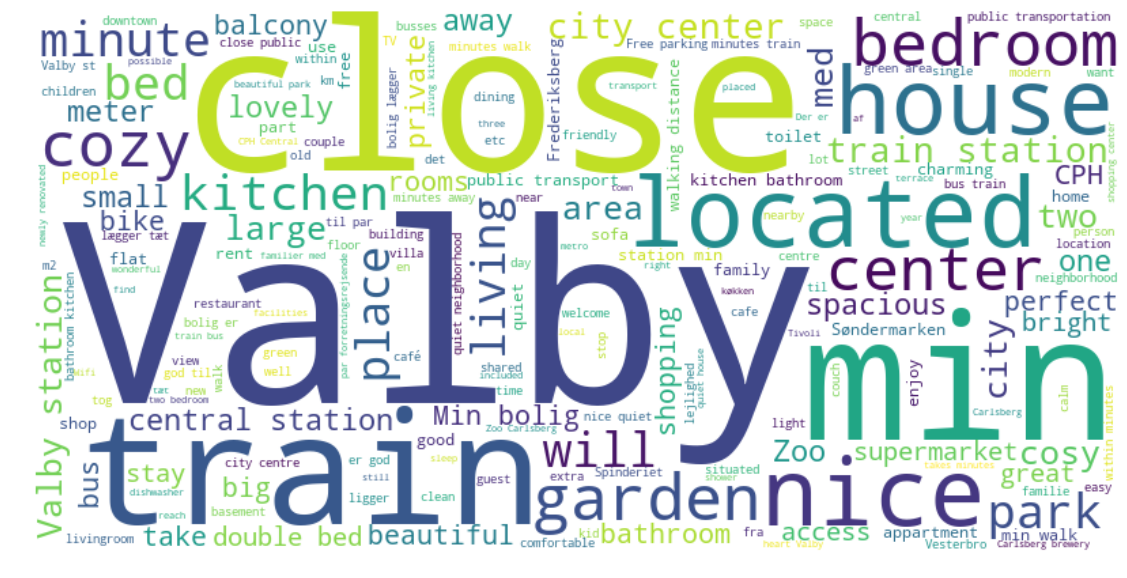 downtown
busses
away
city center
space
central
public transportation
minute
balcony
close public
use
TV
minutes walk
Free parking
minutes train
bedroom
Valby st
possible
within
free
private
close
med
green area
single
modern
want
children
bed
beautiful park
km
bolig lægger
dining
Frederiksberg
transport
placed
Der er
af
house
meter
lovely
part
three
etc
friendly
walking distance
toilet
lot
train station
shopping center
cozy
CPH Central
couple
old
det
street
charming
people
kitchen
rooms
public transport
town
kitchen bathroom
terrace
bus train
CPH
newly renovated
small
minutes away
near
living
area
located
nearby
home
year
two
person
bike
large
til par
building
sofa
lægger tæt
floor
villa
station min
centre
location
flat
rent
familier med
en
day
metro
right
family
til
center
one
neighborhood
m2
wonderful
place
quiet
Valby
køkken
cafe
spacious
perfect
find
restaurant
facilities
quiet neighborhood
welcome
shopping
Tivoli
Søndermarken
bright
Valby station
bathroom kitchen
bolig er
train bus
par forretningsrejsende
local
stop
min
city
view
green
café
shared
included
quiet house
lejlighed
couch
enjoy
calm
Wifi
tæt
god til
well
new
walk
time
Carlsberg
two bedroom
tog
shop
central station
Min bolig
nice quiet
light
within minutes
train
good
Zoo Carlsberg
will
Zoo
supermarket
cosy
bus
stay
city centre
er god
sleep
extra
Spinderiet
situated
shower
nice
takes minutes
great
dishwasher
big
still
guest
garden
familie
easy
reach
basement
ligger
clean
park
livingroom
take
double bed
beautiful
comfortable
kid
bathroom
fra
heart Valby
access
appartment
Vesterbro
min walk
Carlsberg brewery